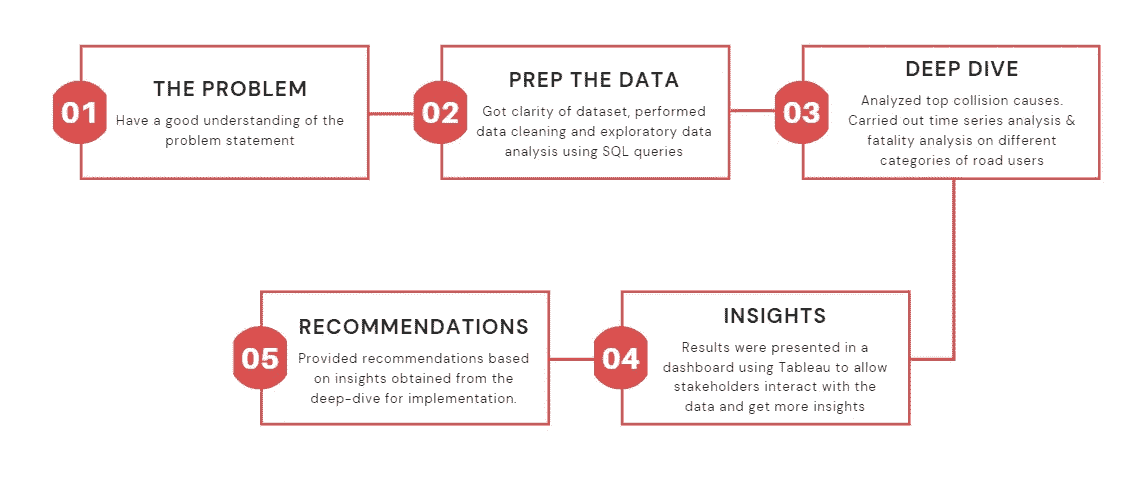 01
THE PROBLEM
Have a good understanding of the
problem statement
02
PREP THE DATA
Got clarity of dataset, performed
data cleaning and exploratory data
analysis using SQL queries
03
DEEP DIVE
Analyzed top collision causes.
Carried out time series analysis &
fatality analysis on different
categories of road users
04
INSIGHTS
Results were presented in a
dashboard using Tableau to allow
stakeholders interact with the
data and get more insights
05
RECOMMENDATIONS
Provided recommendations based
on insights obtained from the
deep-dive for implementation.